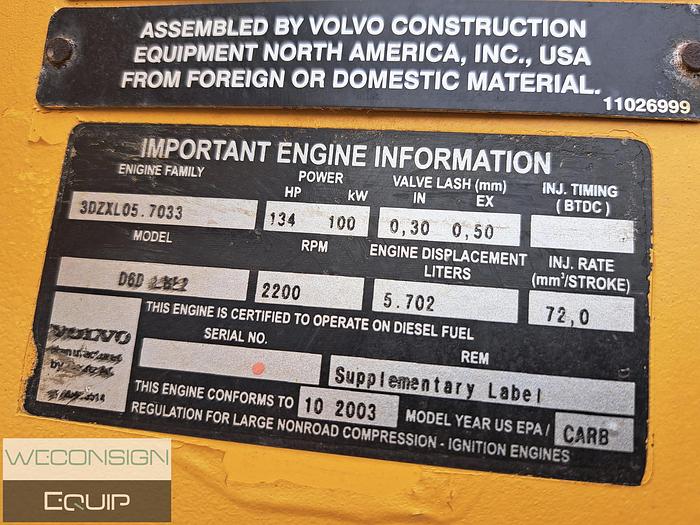 ASSEMBLED BY VOLVO CONSTRUCTION
EQUIPMENT NORTH AMERICA, INC., USA
FROM FOREIGN OR DOMESTIC MATERIAL.
11026999
IMPORTANT ENGINE INFORMATION
ENIGINE FAMILY
POWER
HP kW
VALVE LASH (mm)
IN EX
INJ. TIMING
(BTDC)
3DZXL05.7033
134 100
0,30 0,50
MODEL
RPM
ENGINE DISPLACEMENT
LITERS
INJ. RATE
(mm³/STROKE)
D6D
2200
5.702
72,0
THIS ENGINE IS CERTIFIED TO OPERATE ON DIESEL FUEL
SERIAL NO.
REM
VOLVO
Manufactured
by
Supplementary Label
THIS ENGINE CONFORMS TO 10 2003 MODEL YEAR US EPA / CARB
REGULATION FOR LARGE NONROAD COMPRESSION - IGNITION ENGINES
WECONSIGN
EQUIP